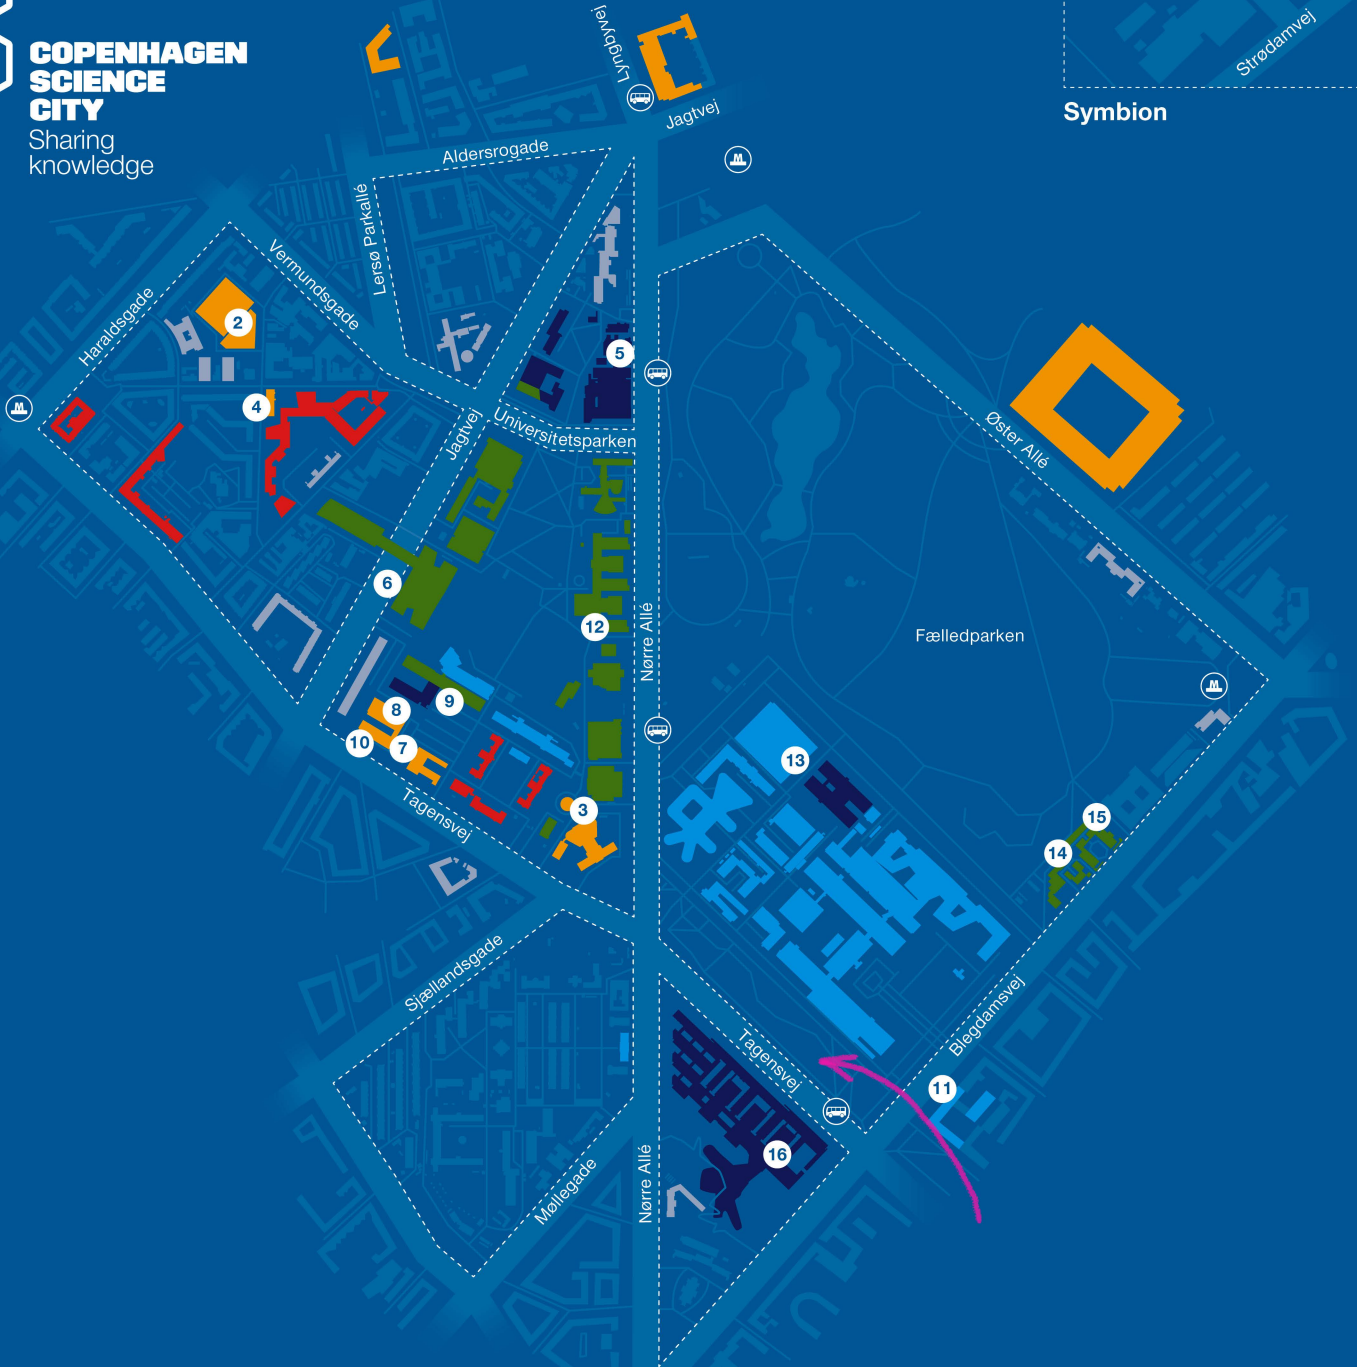 COPENHAGEN
SCIENCE
CITY
Sharing
knowledge
Lyngbyvej
Jagtvej
Strødamvej
Symbion
Aldersrogade
Lersø Parkallé
Vermundsgade
Haraldsgade
2
5
4
Jagtvej
Universitetsparken
Øster Allé
6
12
Nørre Allé
Fælledparken
9
8
10
7
13
Tagensvej
3
15
14
Sjællandsgade
Tagensvej
Blegdamsvej
11
16
Møllegade
Nørre Allé